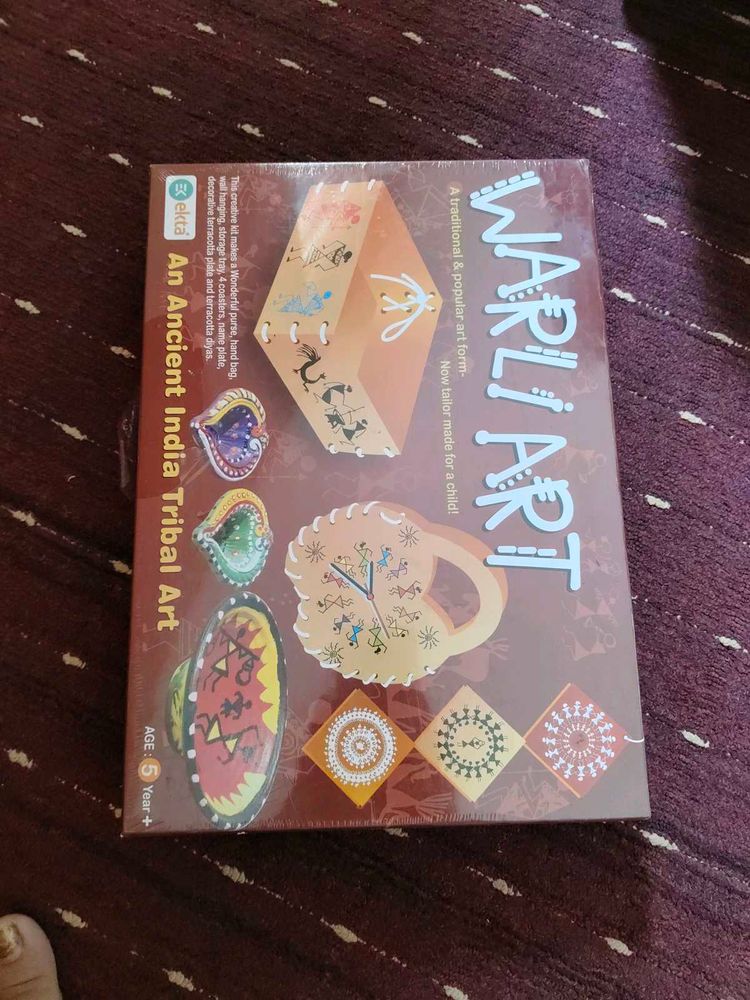 WARLI ART
A traditional & popular art form-
Now tailor made for a child!
ekta®
This creative kit makes a Wonderful purse, hand bag,
wall hanging, storage tray, 4 coasters, name plate,
decorative terracotta plate and terracotta diyas.
An Ancient India Tribal Art
AGE : 5 Year +